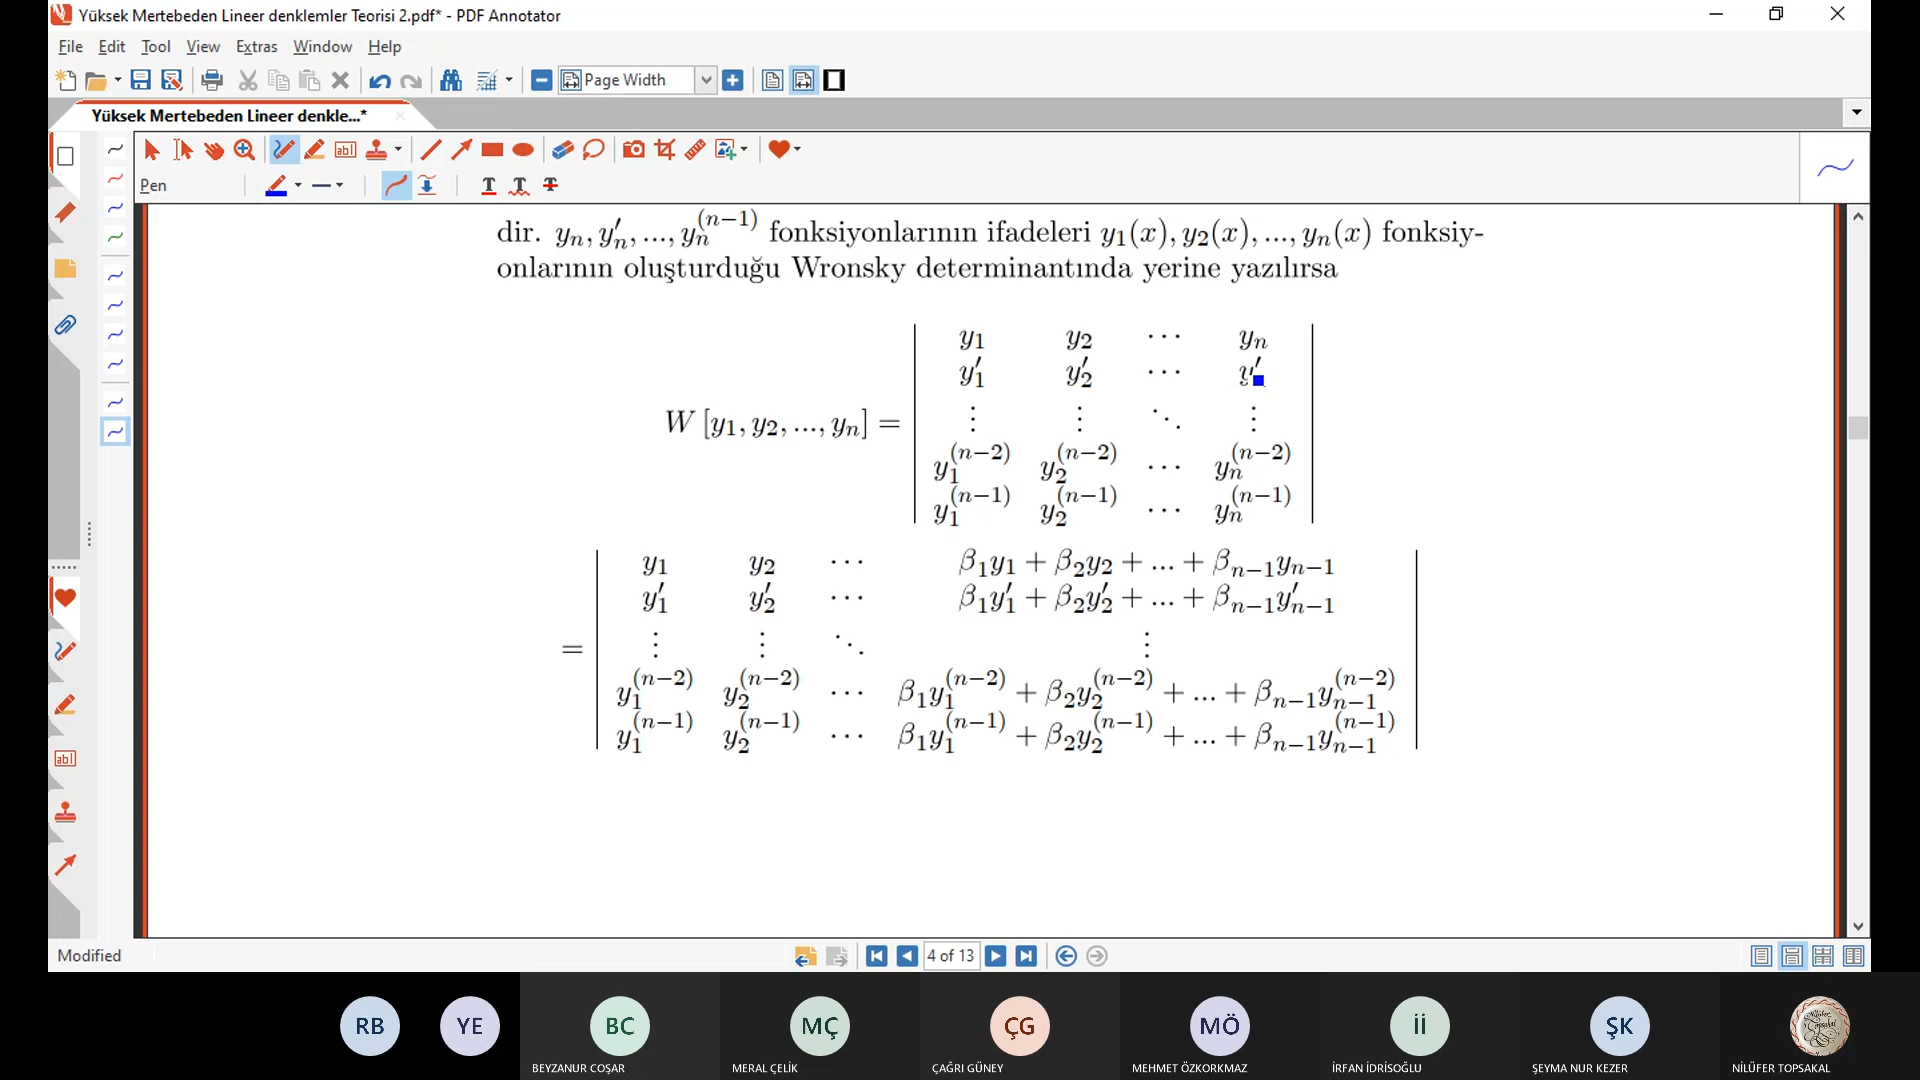 Yüksek Mertebeden Lineer denklemler Teorisi 2.pdf* - PDF Annotator
File Edit Tool View Extras Window Help
Page Width
Yüksek Mertebeden Lineer denkle...*
Pen
dir. yₙ, y′ₙ, ..., yₙ⁽ⁿ⁻¹⁾ fonksiyonlarının ifadeleri y₁(x), y₂(x), ..., yₙ(x) fonksiy-
onlarının oluşturduğu Wronsky determinantında yerine yazılırsa
y₁ y₂ ⋯ yₙ
y′₁ y′₂ ⋯ y′
W [y₁, y₂, ..., yₙ] = ⋮ ⋮ ⋱ ⋮
y₁⁽ⁿ⁻²⁾ y₂⁽ⁿ⁻²⁾ ⋯ yₙ⁽ⁿ⁻²⁾
y₁⁽ⁿ⁻¹⁾ y₂⁽ⁿ⁻¹⁾ ⋯ yₙ⁽ⁿ⁻¹⁾
y₁ y₂ ⋯ β₁y₁ + β₂y₂ + ... + βₙ₋₁yₙ₋₁
y′₁ y′₂ ⋯ β₁y′₁ + β₂y′₂ + ... + βₙ₋₁y′ₙ₋₁
= ⋮ ⋮ ⋱ ⋮
y₁⁽ⁿ⁻²⁾ y₂⁽ⁿ⁻²⁾ ⋯ β₁y₁⁽ⁿ⁻²⁾ + β₂y₂⁽ⁿ⁻²⁾ + ... + βₙ₋₁yₙ₋₁⁽ⁿ⁻²⁾
y₁⁽ⁿ⁻¹⁾ y₂⁽ⁿ⁻¹⁾ ⋯ β₁y₁⁽ⁿ⁻¹⁾ + β₂y₂⁽ⁿ⁻¹⁾ + ... + βₙ₋₁yₙ₋₁⁽ⁿ⁻¹⁾
Modified
4 of 13
RB YE BC MÇ ÇG MÖ İİ ŞK
BEYZANUR COŞAR MERAL ÇELİK ÇAĞRI GÜNEY MEHMET ÖZKORKMAZ İRFAN İDRİSOĞLU ŞEYMA NUR KEZER NİLÜFER TOPSAKAL